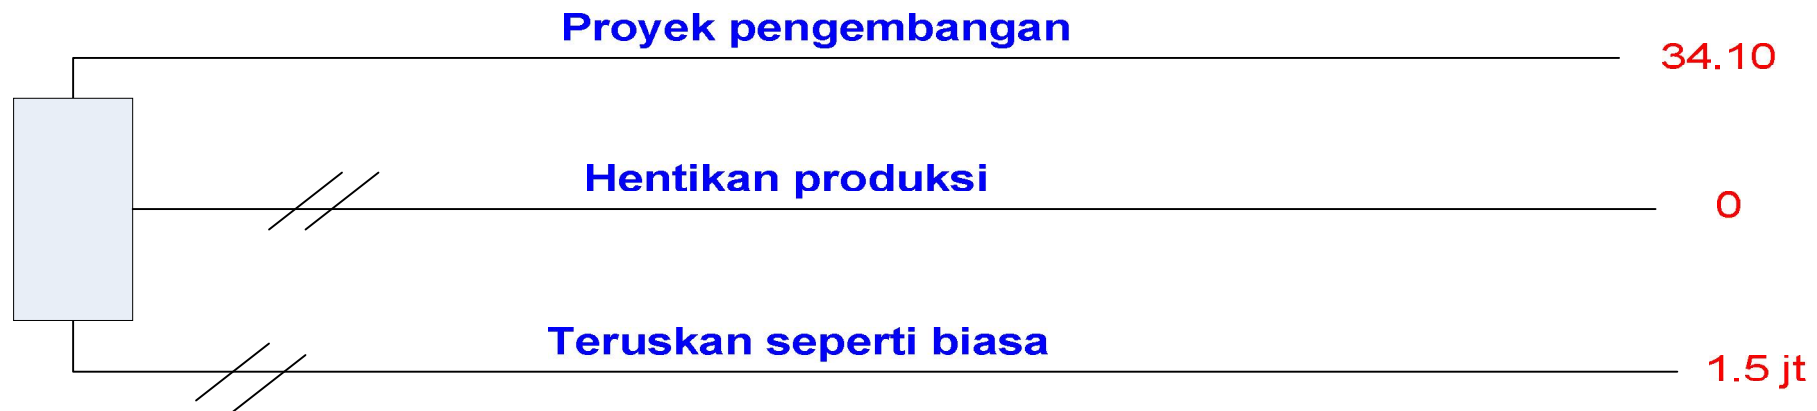 Proyek pengembangan
34.10
Hentikan produksi
0
Teruskan seperti biasa
1.5 jt